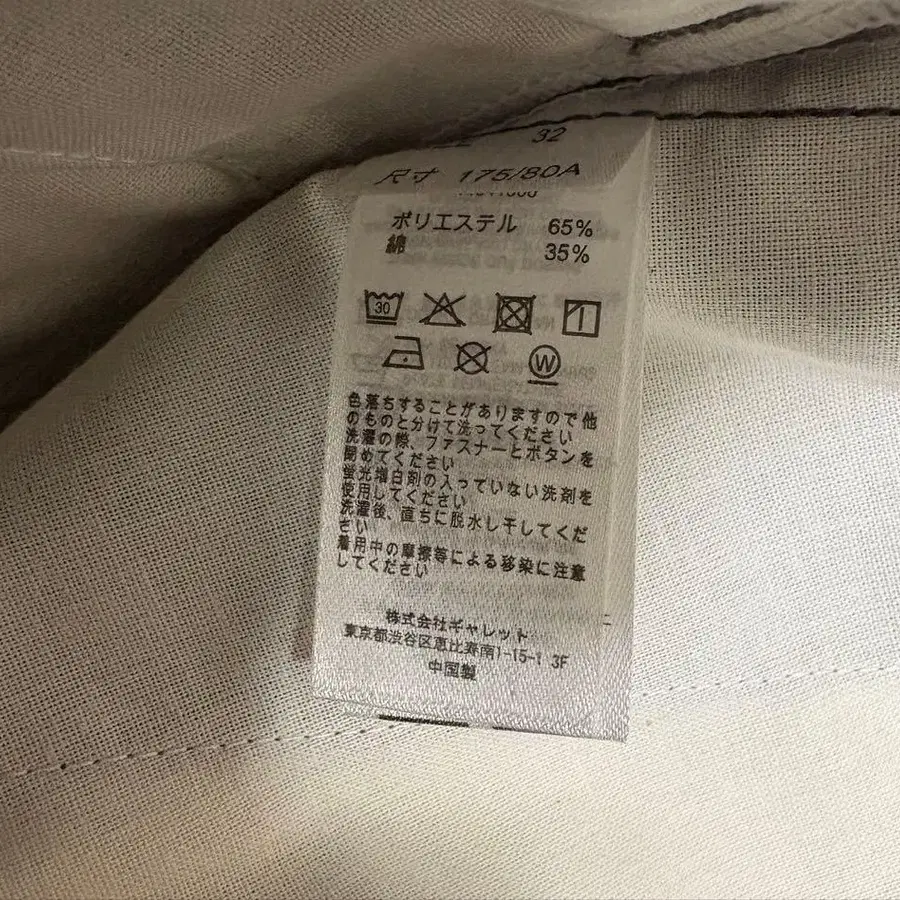 32
尺寸 175/80A
ポリエステル 65%
綿 35%
30
W
色落ちすることがありますので他
のものと分けて洗ってください
洗濯の際、ファスナーとボタンを
閉めてください
蛍光増白剤の入っていない洗剤を
使用してください
洗濯後、直ちに脱水し干してくだ
さい
着用中の摩擦等による移染に注意
してください
株式会社ギャレット
東京都渋谷区恵比寿南1-15-1 3F
中国製